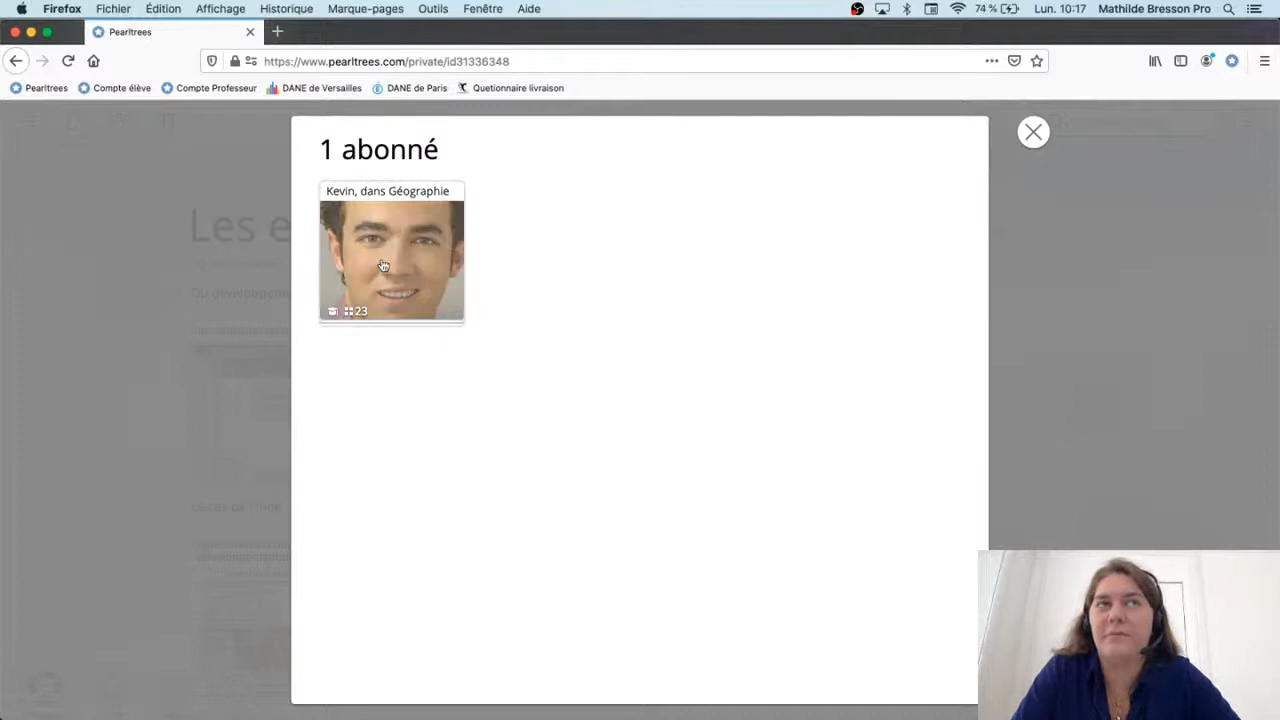 Firefox Fichier Édition Affichage Historique Marque-pages Outils Fenêtre Aide 74 % Lun. 10:17 Mathilde Bresson Pro
Pearltrees
https://www.pearltrees.com/private/id31336348
Pearltrees Compte élève Compte Professeur DANE de Versailles DANE de Paris Quetionnaire livraison
1 abonné
Kevin, dans Géographie
23
Les e